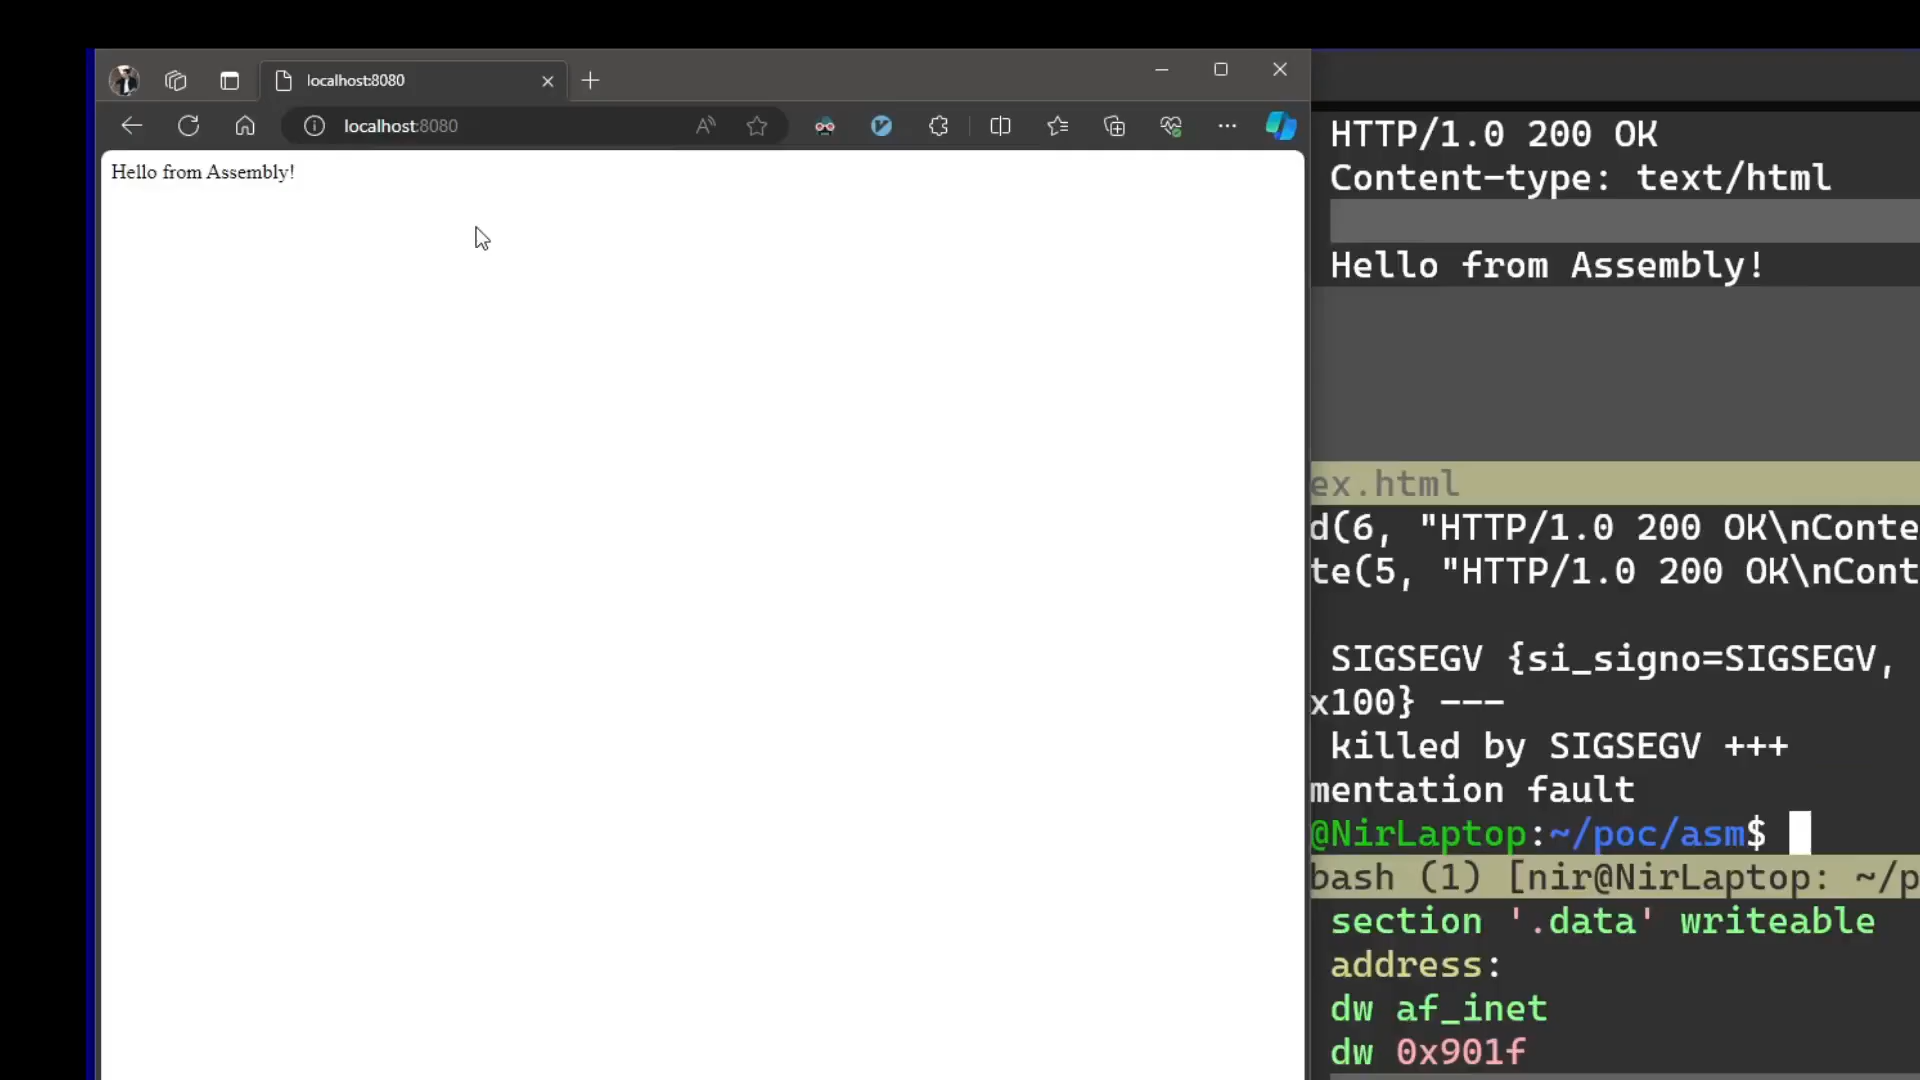 localhost:8080
localhost:8080
Hello from Assembly!
HTTP/1.0 200 OK
Content-type: text/html
Hello from Assembly!
ex.html
d(6, "HTTP/1.0 200 OK\nConte
te(5, "HTTP/1.0 200 OK\nCont
SIGSEGV {si_signo=SIGSEGV,
x100} ---
killed by SIGSEGV +++
mentation fault
@NirLaptop:~/poc/asm$
bash (1) [nir@NirLaptop: ~/p
section '.data' writeable
address:
dw af_inet
dw 0x901f